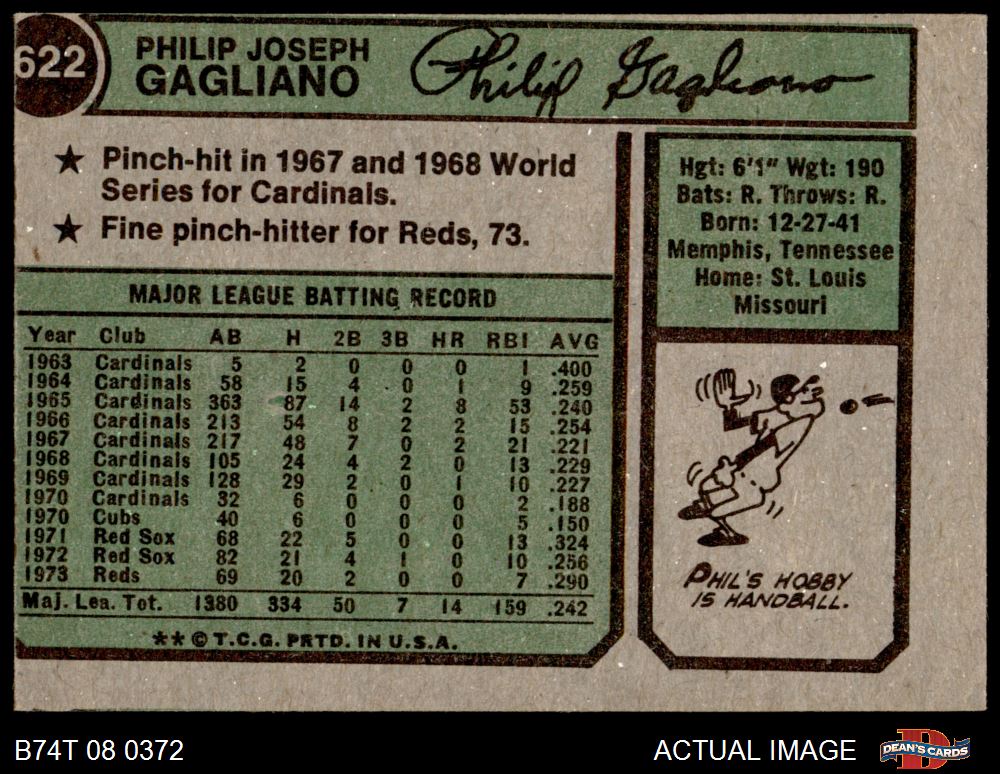 622
PHILIP JOSEPH
GAGLIANO
Philip Gagliano
★ Pinch-hit in 1967 and 1968 World
Series for Cardinals.
★ Fine pinch-hitter for Reds, 73.
Hgt: 6'1" Wgt: 190
Bats: R. Throws: R.
Born: 12-27-41
Memphis, Tennessee
Home: St. Louis
Missouri
MAJOR LEAGUE BATTING RECORD
Year Club AB H 2B 3B HR RBI AVG
1963 Cardinals 5 2 0 0 0 1 .400
1964 Cardinals 58 15 4 0 1 9 .259
1965 Cardinals 363 87 14 2 8 53 .240
1966 Cardinals 213 54 8 2 2 15 .254
1967 Cardinals 217 48 7 0 2 21 .221
1968 Cardinals 105 24 4 2 0 13 .229
1969 Cardinals 128 29 2 0 1 10 .227
1970 Cardinals 32 6 0 0 0 2 .188
1970 Cubs 40 6 0 0 0 5 .150
1971 Red Sox 68 22 5 0 0 13 .324
1972 Red Sox 82 21 4 1 0 10 .256
1973 Reds 69 20 2 0 0 7 .290
Maj. Lea. Tot. 1380 334 50 7 14 159 .242
**© T.C.G. PRTD. IN U.S.A.
PHIL'S HOBBY
IS HANDBALL.
B74T 08 0372
ACTUAL IMAGE
DEAN'S CARDS